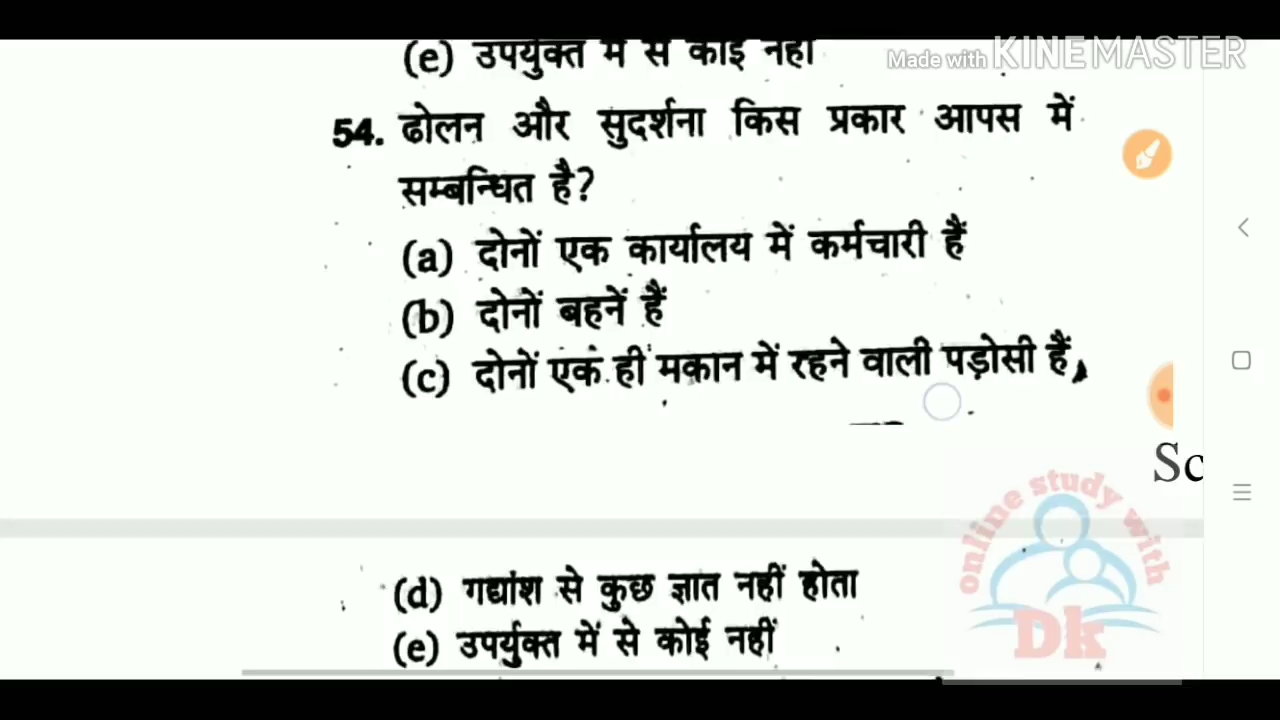 (e) उपर्युक्त में से कोई नहीं
Made with KINEMASTER
54. ढोलन और सुदर्शना किस प्रकार आपस में
सम्बन्धित है?
(a) दोनों एक कार्यालय में कर्मचारी हैं
(b) दोनों बहनें हैं
(c) दोनों एक ही मकान में रहने वाली पड़ोसी हैं
Sc
online study with
Dk
(d) गद्यांश से कुछ ज्ञात नहीं होता
(e) उपर्युक्त में से कोई नहीं